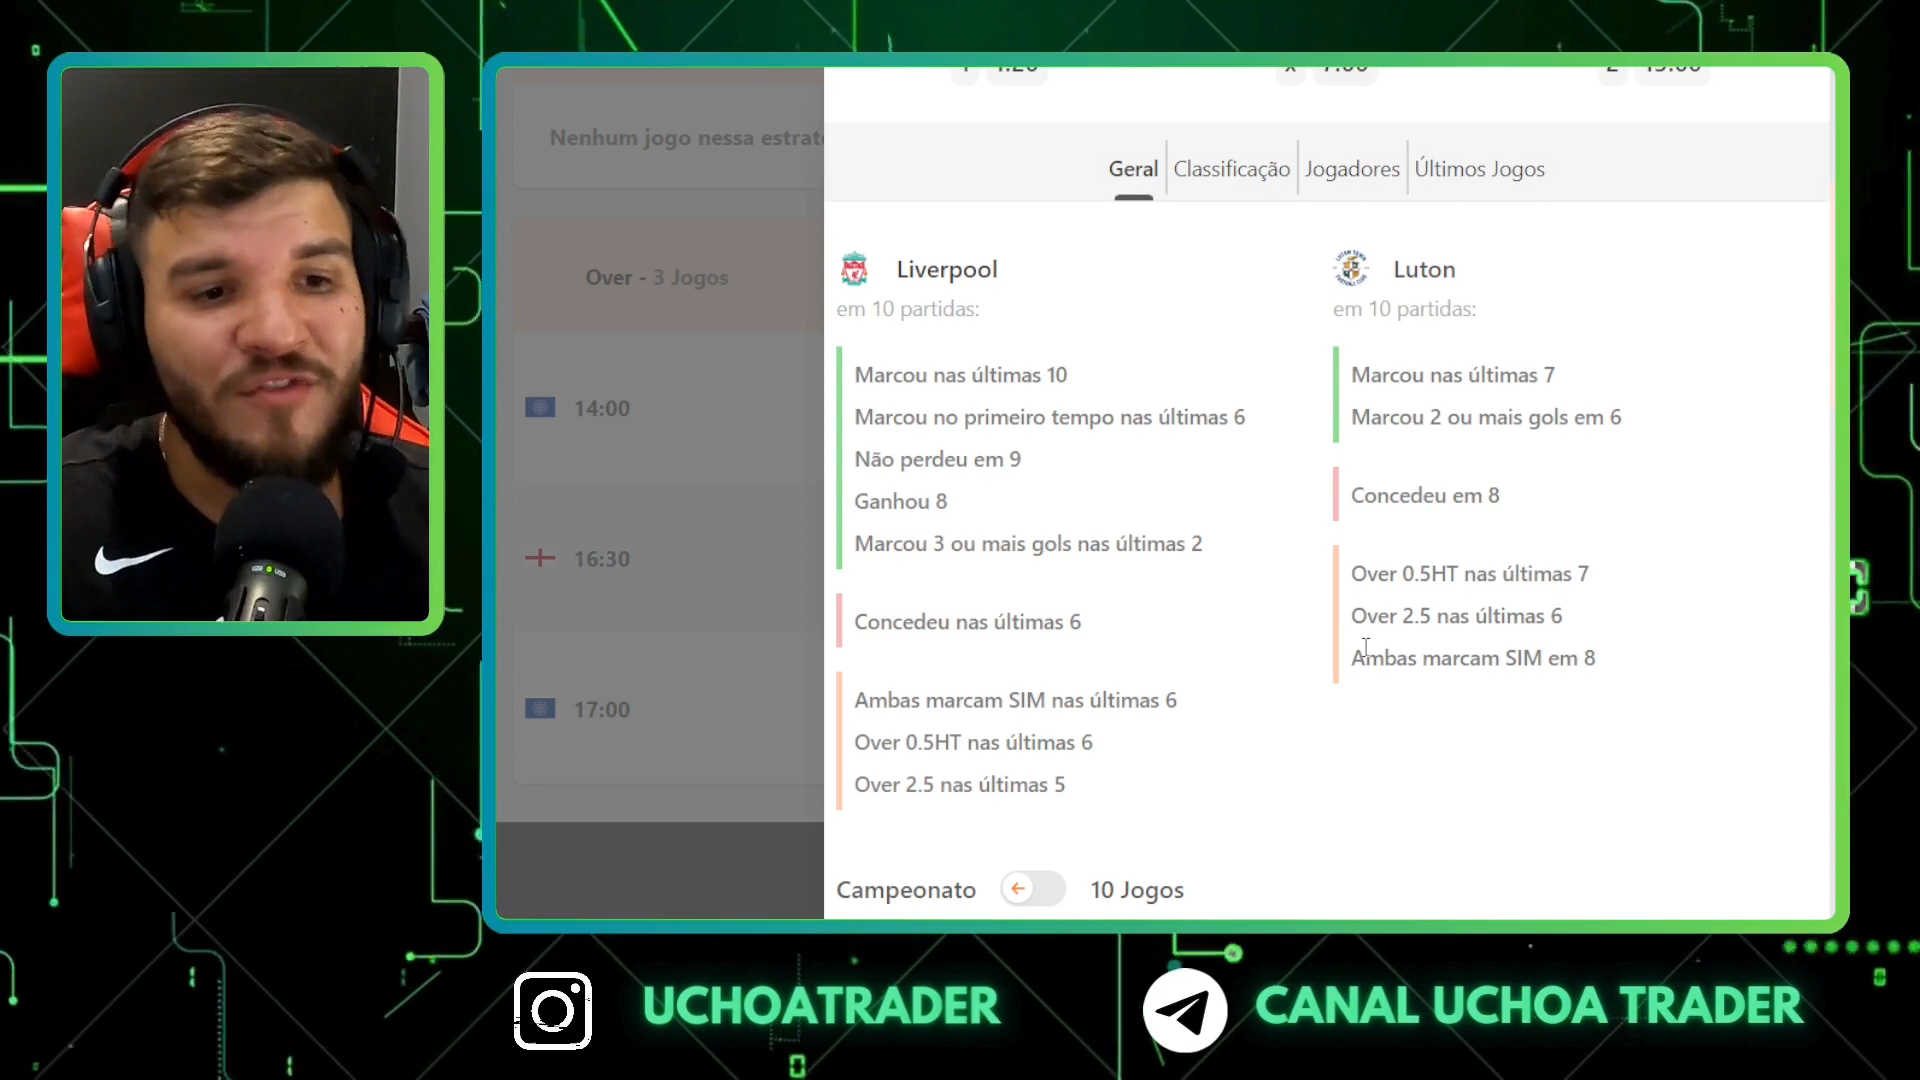 Nenhum jogo nessa
Over - 3 Jogos
14:00
16:30
17:00
Geral
Classificação
Jogadores
Últimos Jogos
Liverpool
em 10 partidas:
Marcou nas últimas 10
Marcou no primeiro tempo nas últimas 6
Não perdeu em 9
Ganhou 8
Marcou 3 ou mais gols nas últimas 2
Concedeu nas últimas 6
Ambas marcam SIM nas últimas 6
Over 0.5HT nas últimas 6
Over 2.5 nas últimas 5
Luton
em 10 partidas:
Marcou nas últimas 7
Marcou 2 ou mais gols em 6
Concedeu em 8
Over 0.5HT nas últimas 7
Over 2.5 nas últimas 6
Ambas marcam SIM em 8
Campeonato
10 Jogos
UCHOATRADER
CANAL UCHOA TRADER